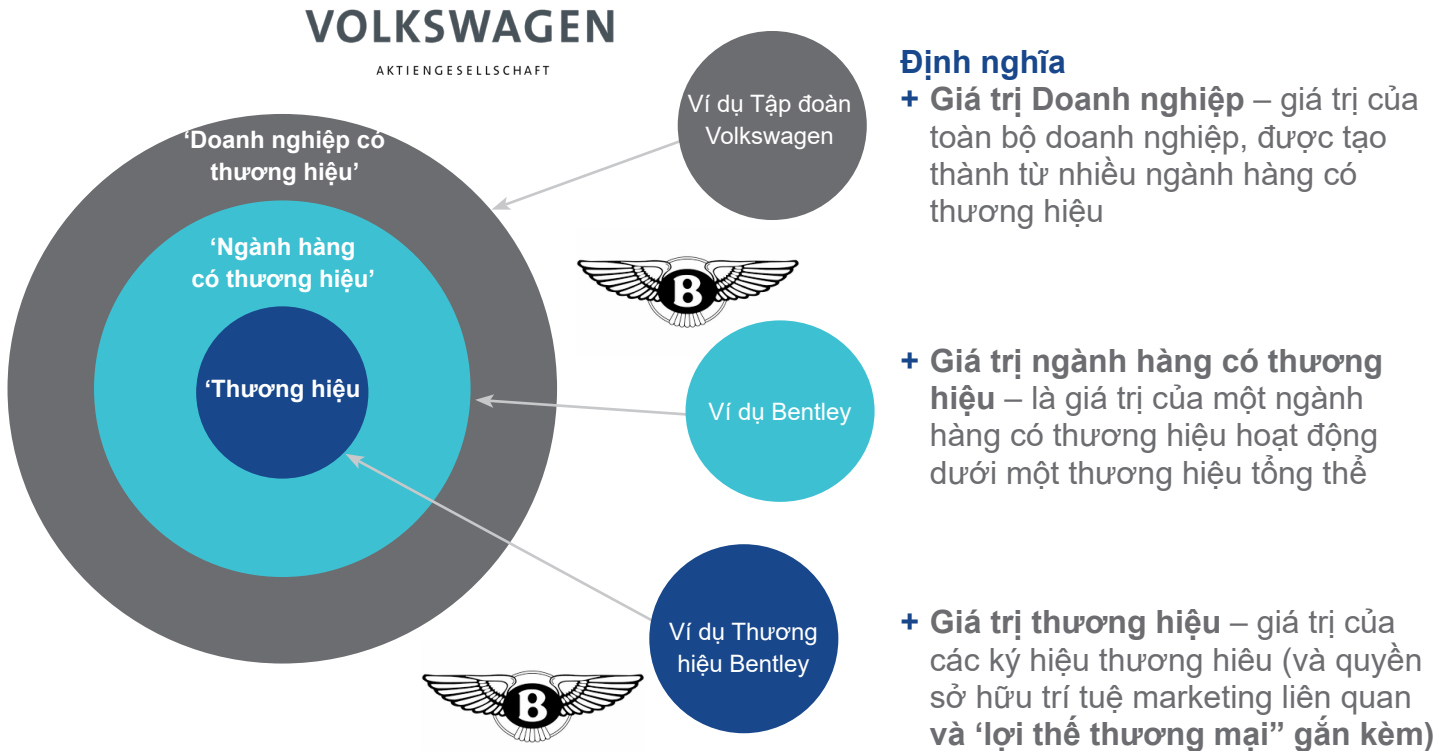 VOLKSWAGEN
AKTIENGESELLSCHAFT
‘Doanh nghiệp có
thương hiệu’
‘Ngành hàng
có thương hiệu’
‘Thương hiệu
Ví dụ Tập đoàn
Volkswagen
B
Ví dụ Bentley
Ví dụ Thương
hiệu Bentley
B
Định nghĩa
+ Giá trị Doanh nghiệp – giá trị của
toàn bộ doanh nghiệp, được tạo
thành từ nhiều ngành hàng có
thương hiệu
+ Giá trị ngành hàng có thương
hiệu – là giá trị của một ngành
hàng có thương hiệu hoạt động
dưới một thương hiệu tổng thể
+ Giá trị thương hiệu – giá trị của
các ký hiệu thương hiêu (và quyền
sở hữu trí tuệ marketing liên quan
và ‘lợi thế thương mại” gắn kèm)